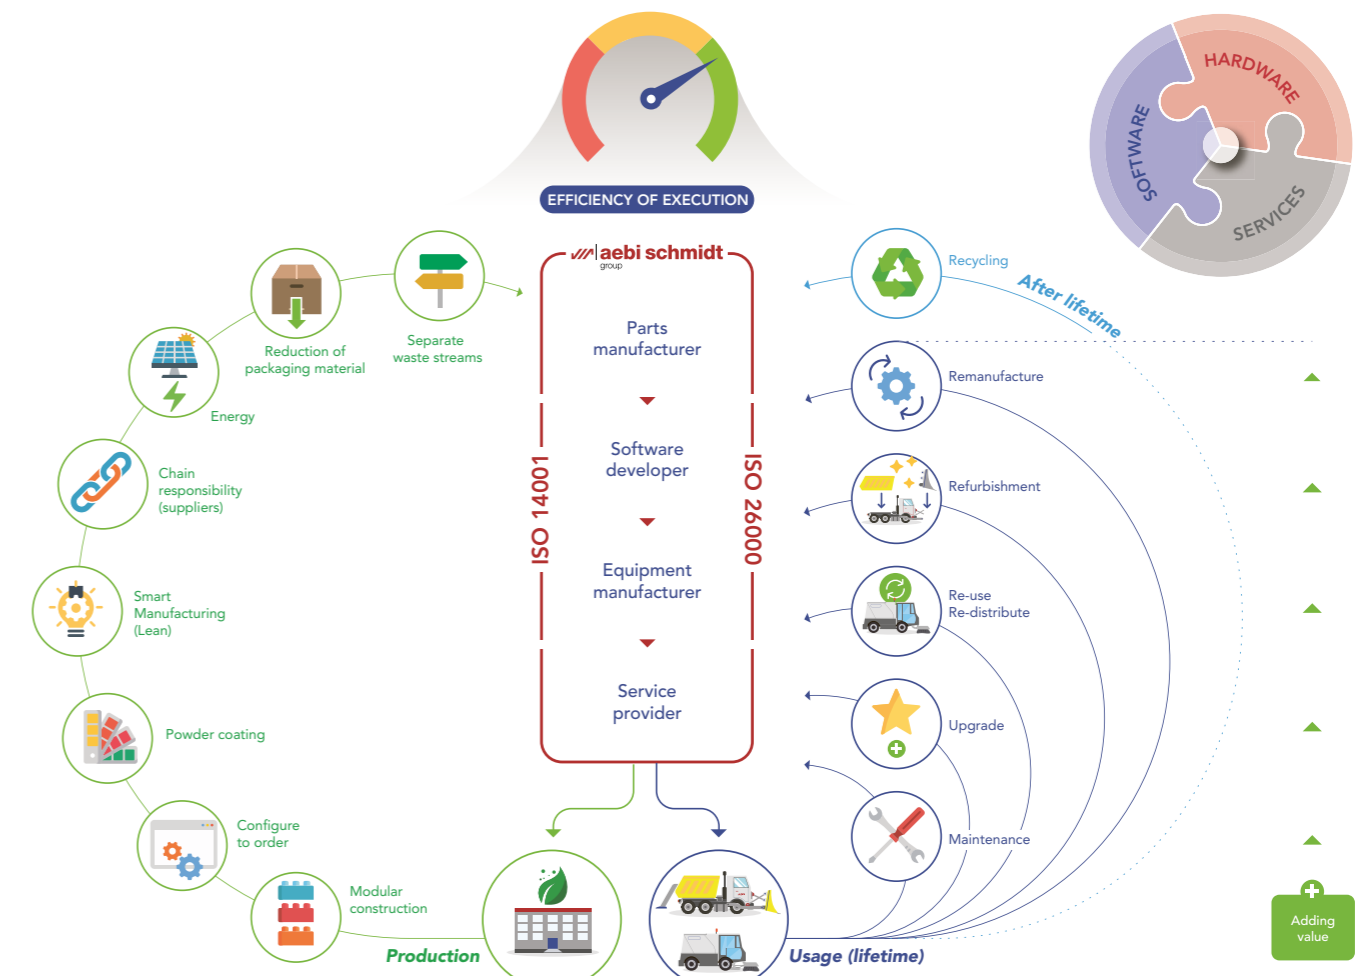 HARDWARE
SOFTWARE
SERVICES
EFFICIENCY OF EXECUTION
aebi schmidt
group
Parts
manufacturer
Software
developer
Equipment
manufacturer
Service
provider
ISO 14001
ISO 26000
Separate
waste streams
Reduction of
packaging material
Energy
Chain
responsibility
(suppliers)
Smart
Manufacturing
(Lean)
Powder coating
Configure
to order
Modular
construction
Production
Recycling
After lifetime
Remanufacture
Refurbishment
Re-use
Re-distribute
Upgrade
Maintenance
Usage (lifetime)
Adding
value